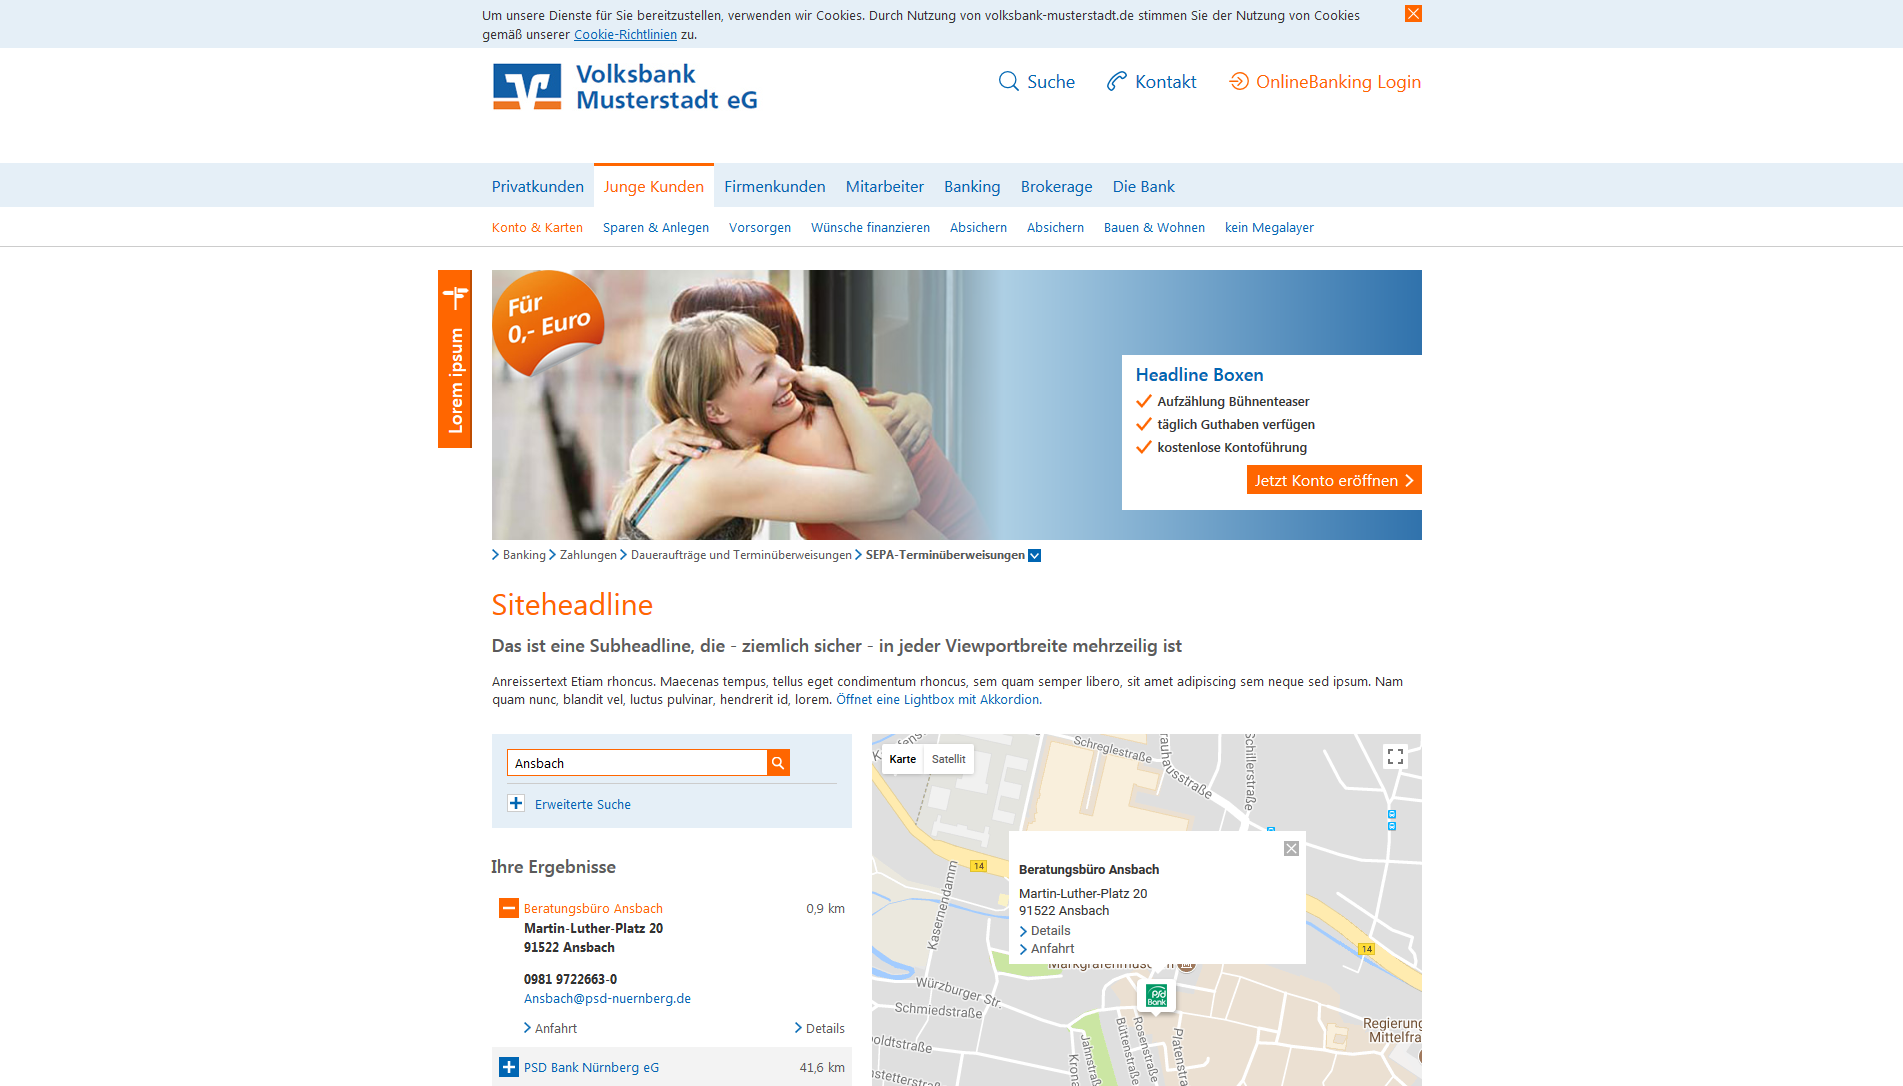 Um unsere Dienste für Sie bereitzustellen, verwenden wir Cookies. Durch Nutzung von volksbank-musterstadt.de stimmen Sie der Nutzung von Cookies
gemäß unserer Cookie-Richtlinien zu.
Volksbank
Musterstadt eG
Suche
Kontakt
OnlineBanking Login
Privatkunden
Junge Kunden
Firmenkunden
Mitarbeiter
Banking
Brokerage
Die Bank
Konto & Karten
Sparen & Anlegen
Vorsorgen
Wünsche finanzieren
Absichern
Absichern
Bauen & Wohnen
kein Megalayer
Lorem ipsum
Für
0,- Euro
Headline Boxen
Aufzählung Bühnenteaser
täglich Guthaben verfügen
kostenlose Kontoführung
Jetzt Konto eröffnen
Banking
Zahlungen
Daueraufträge und Terminüberweisungen
SEPA-Terminüberweisungen
Siteheadline
Das ist eine Subheadline, die - ziemlich sicher - in jeder Viewportbreite mehrzeilig ist
Anreissertext Etiam rhoncus. Maecenas tempus, tellus eget condimentum rhoncus, sem quam semper libero, sit amet adipiscing sem neque sed ipsum. Nam
quam nunc, blandit vel, luctus pulvinar, hendrerit id, lorem. Öffnet eine Lightbox mit Akkordion.
Ansbach
Erweiterte Suche
Ihre Ergebnisse
Beratungsbüro Ansbach
0,9 km
Martin-Luther-Platz 20
91522 Ansbach
0981 9722663-0
Ansbach@psd-nuernberg.de
Anfahrt
Details
PSD Bank Nürnberg eG
41,6 km
Karte
Satellit
Schreglestraße
Schillerstraße
14
Kasernendamm
Beratungsbüro Ansbach
Martin-Luther-Platz 20
91522 Ansbach
Details
Anfahrt
14
Würzburger Str.
Schmiedstraße
PSD
Bank
Jahnstraße
Büttenstraße
Rosenstraße
Platenstr
Regierung
Mittelfra